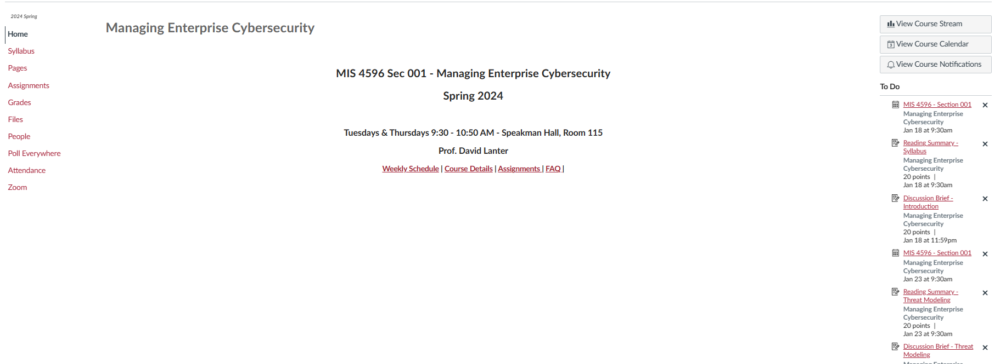 2024 Spring
Home
Syllabus
Pages
Assignments
Grades
Files
People
Poll Everywhere
Attendance
Zoom
Managing Enterprise Cybersecurity
MIS 4596 Sec 001 - Managing Enterprise Cybersecurity
Spring 2024
Tuesdays & Thursdays 9:30 - 10:50 AM - Speakman Hall, Room 115
Prof. David Lanter
Weekly Schedule | Course Details | Assignments | FAQ |
View Course Stream
View Course Calendar
View Course Notifications
To Do
MIS 4596 - Section 001
Managing Enterprise
Cybersecurity
Jan 18 at 9:30am
Reading Summary -
Syllabus
Managing Enterprise
Cybersecurity
20 points |
Jan 18 at 9:30am
Discussion Brief -
Introduction
Managing Enterprise
Cybersecurity
20 points |
Jan 18 at 11:59pm
MIS 4596 - Section 001
Managing Enterprise
Cybersecurity
Jan 23 at 9:30am
Reading Summary -
Threat Modeling
Managing Enterprise
Cybersecurity
20 points |
Jan 23 at 9:30am
Discussion Brief - Threat
Modeling
Managing Enterprise